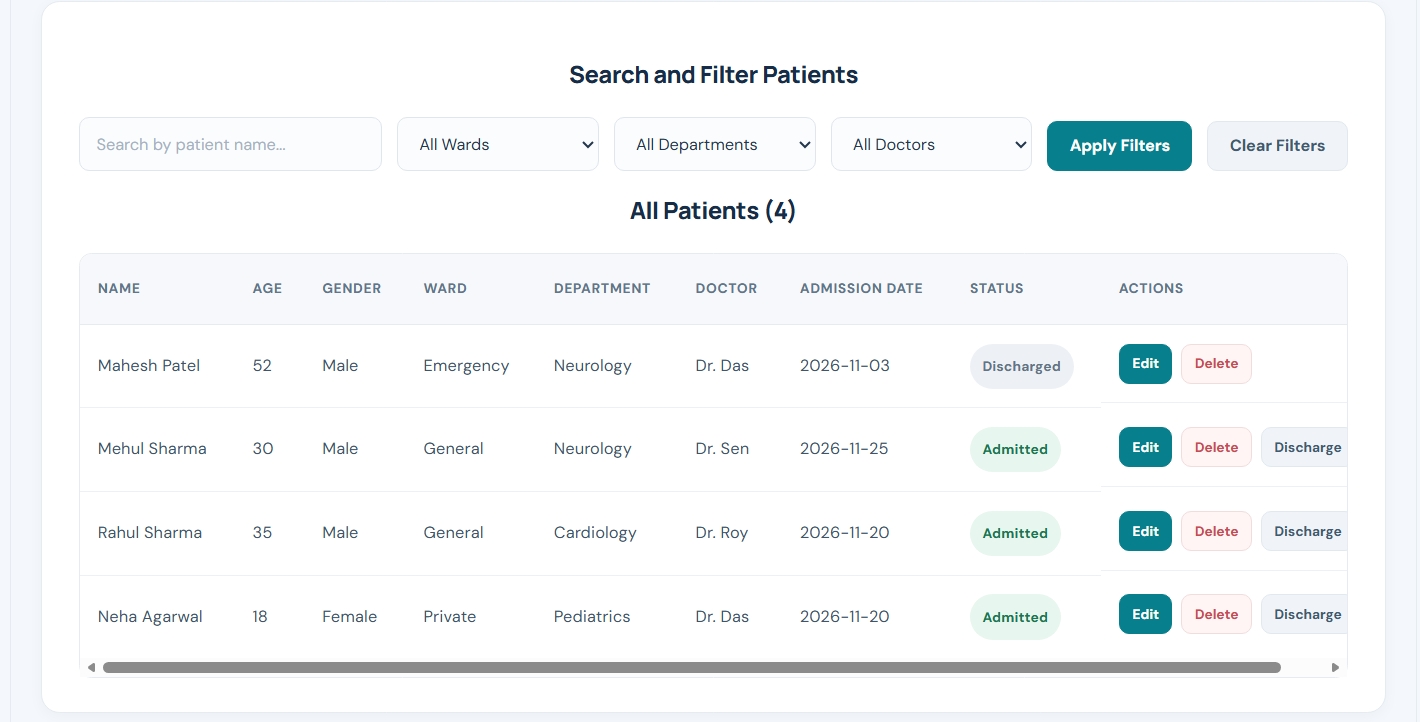 Search and Filter Patients
Search by patient name... All Wards All Departments All Doctors Apply Filters Clear Filters
All Patients (4)
NAME AGE GENDER WARD DEPARTMENT DOCTOR ADMISSION DATE STATUS ACTIONS
Mahesh Patel 52 Male Emergency Neurology Dr. Das 2026-11-03 Discharged Edit Delete
Mehul Sharma 30 Male General Neurology Dr. Sen 2026-11-25 Admitted Edit Delete Discharge
Rahul Sharma 35 Male General Cardiology Dr. Roy 2026-11-20 Admitted Edit Delete Discharge
Neha Agarwal 18 Female Private Pediatrics Dr. Das 2026-11-20 Admitted Edit Delete Discharge